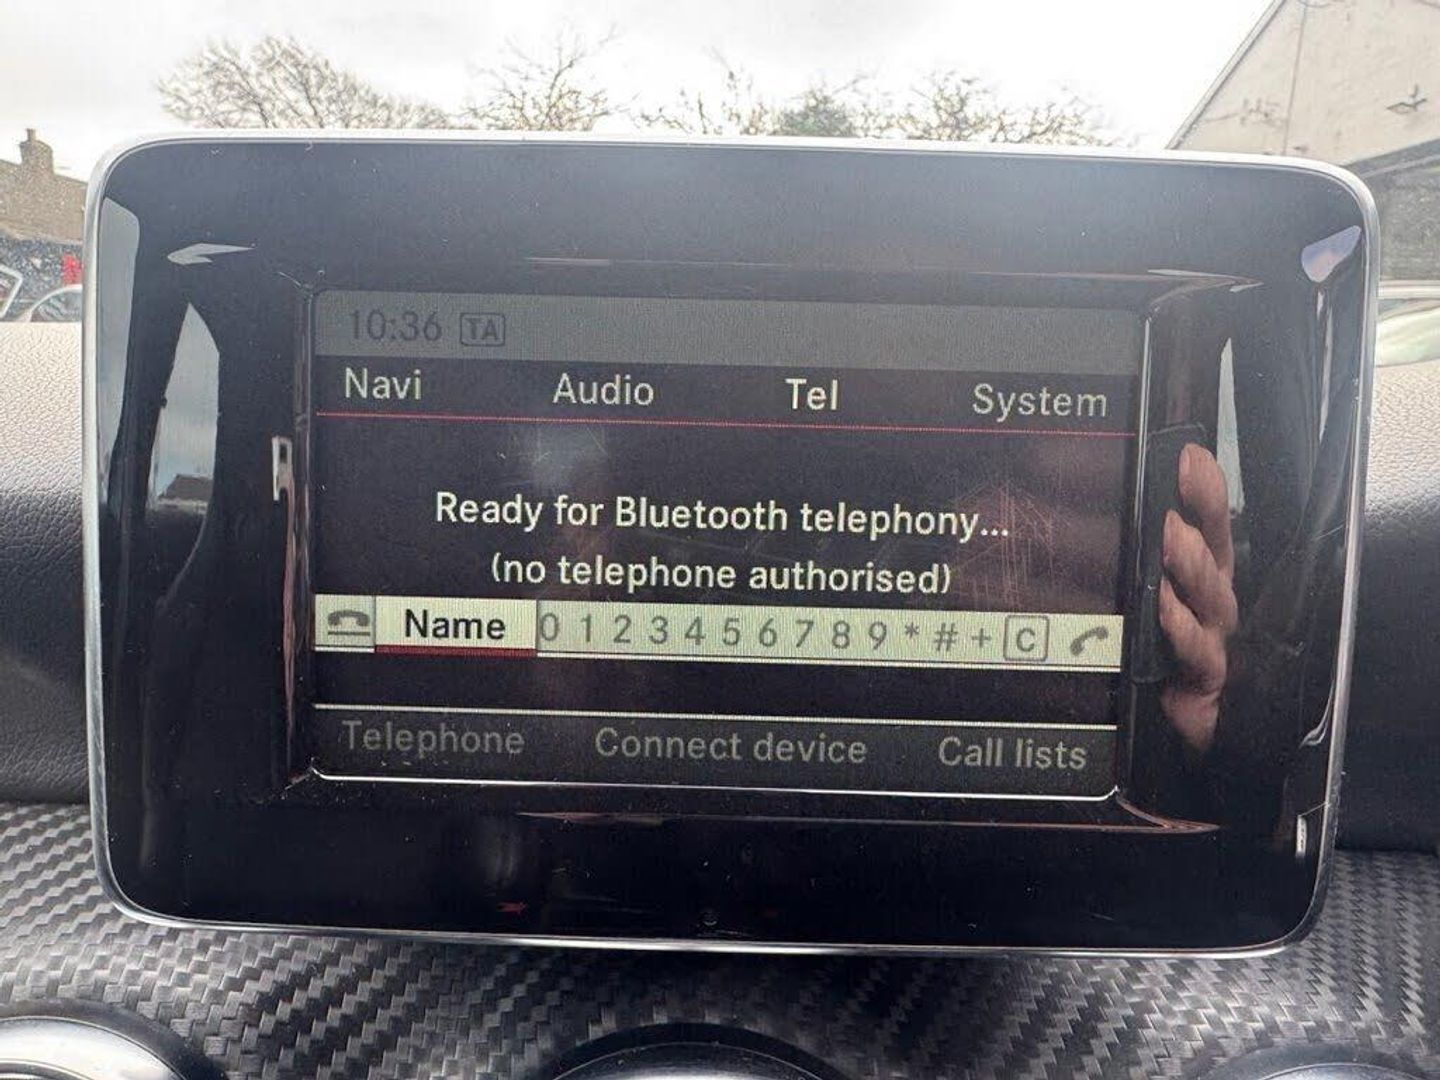 10:36 TA
Navi Audio Tel System
Ready for Bluetooth telephony...
(no telephone authorised)
Name 0 1 2 3 4 5 6 7 8 9 * # + C
Telephone Connect device Call lists